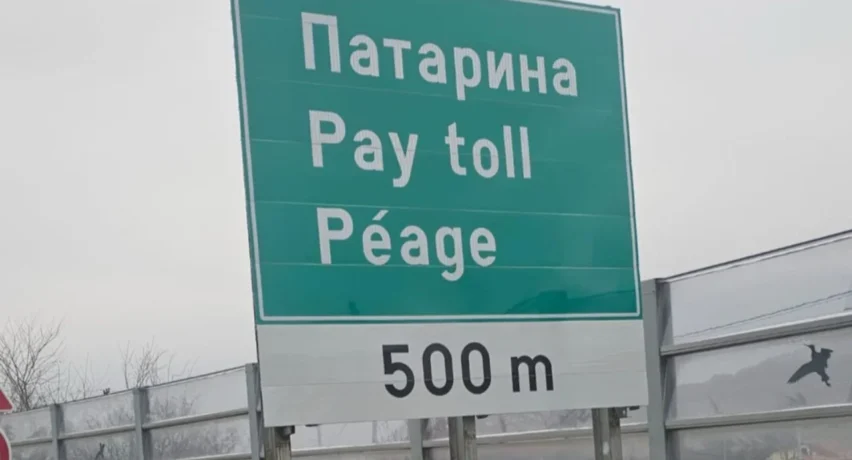 Патарина
Pay toll
Péage
500 m